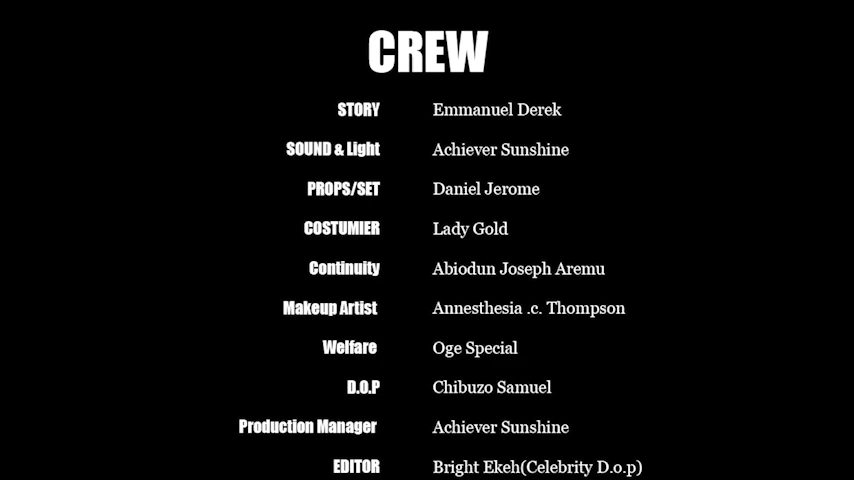 CREW
STORY Emmanuel Derek
SOUND & Light Achiever Sunshine
PROPS/SET Daniel Jerome
COSTUMIER Lady Gold
Continuity Abiodun Joseph Aremu
Makeup Artist Annesthesia .c. Thompson
Welfare Oge Special
D.O.P Chibuzo Samuel
Production Manager Achiever Sunshine
EDITOR Bright Ekeh(Celebrity D.o.p)